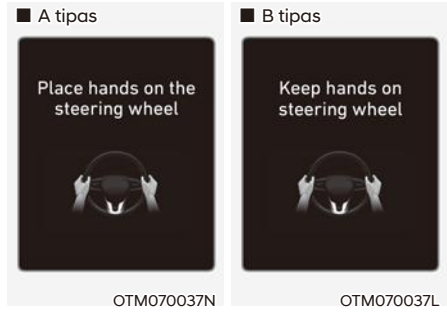 ■ A tipas
Place hands on the
steering wheel
OTM070037N
■ B tipas
Keep hands on
steering wheel
OTM070037L